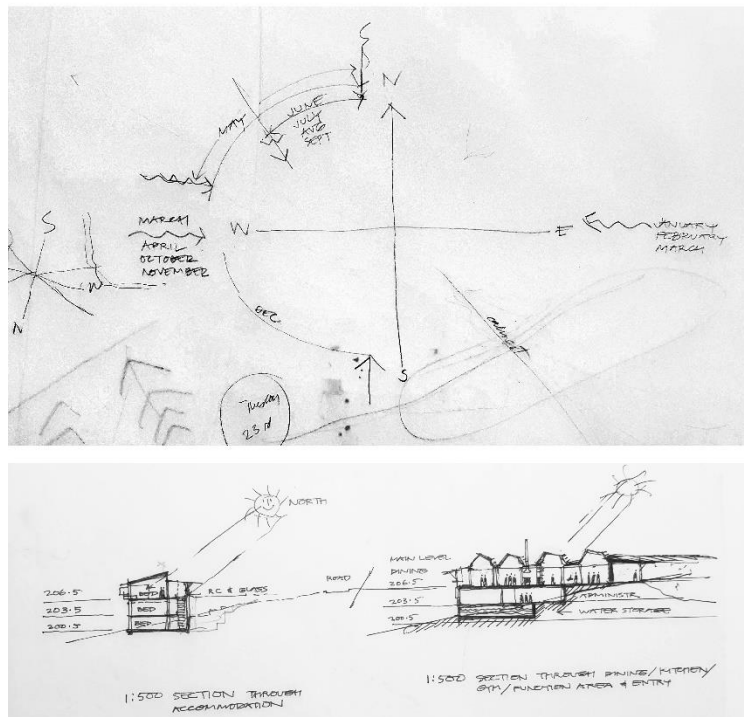 S
N
MAY
JUNE
JULY
AUG
SEPT
MARCH
W
E
JANUARY
FEBRUARY
MARCH
APRIL
OCTOBER
NOVEMBER
S
W
N
DEC
S
Tuesday
23rd
NORTH
206.5
203.5
200.5
BED
BED
BED
RC & GLASS
ROAD
1:500 SECTION THROUGH
ACCOMMODATION
MAIN LEVEL
DINING
206.5
203.5
200.5
ADMINISTR.
WATER STORAGE
1:500 SECTION THROUGH DINING/KITCHEN/
GYM/FUNCTION AREA & ENTRY